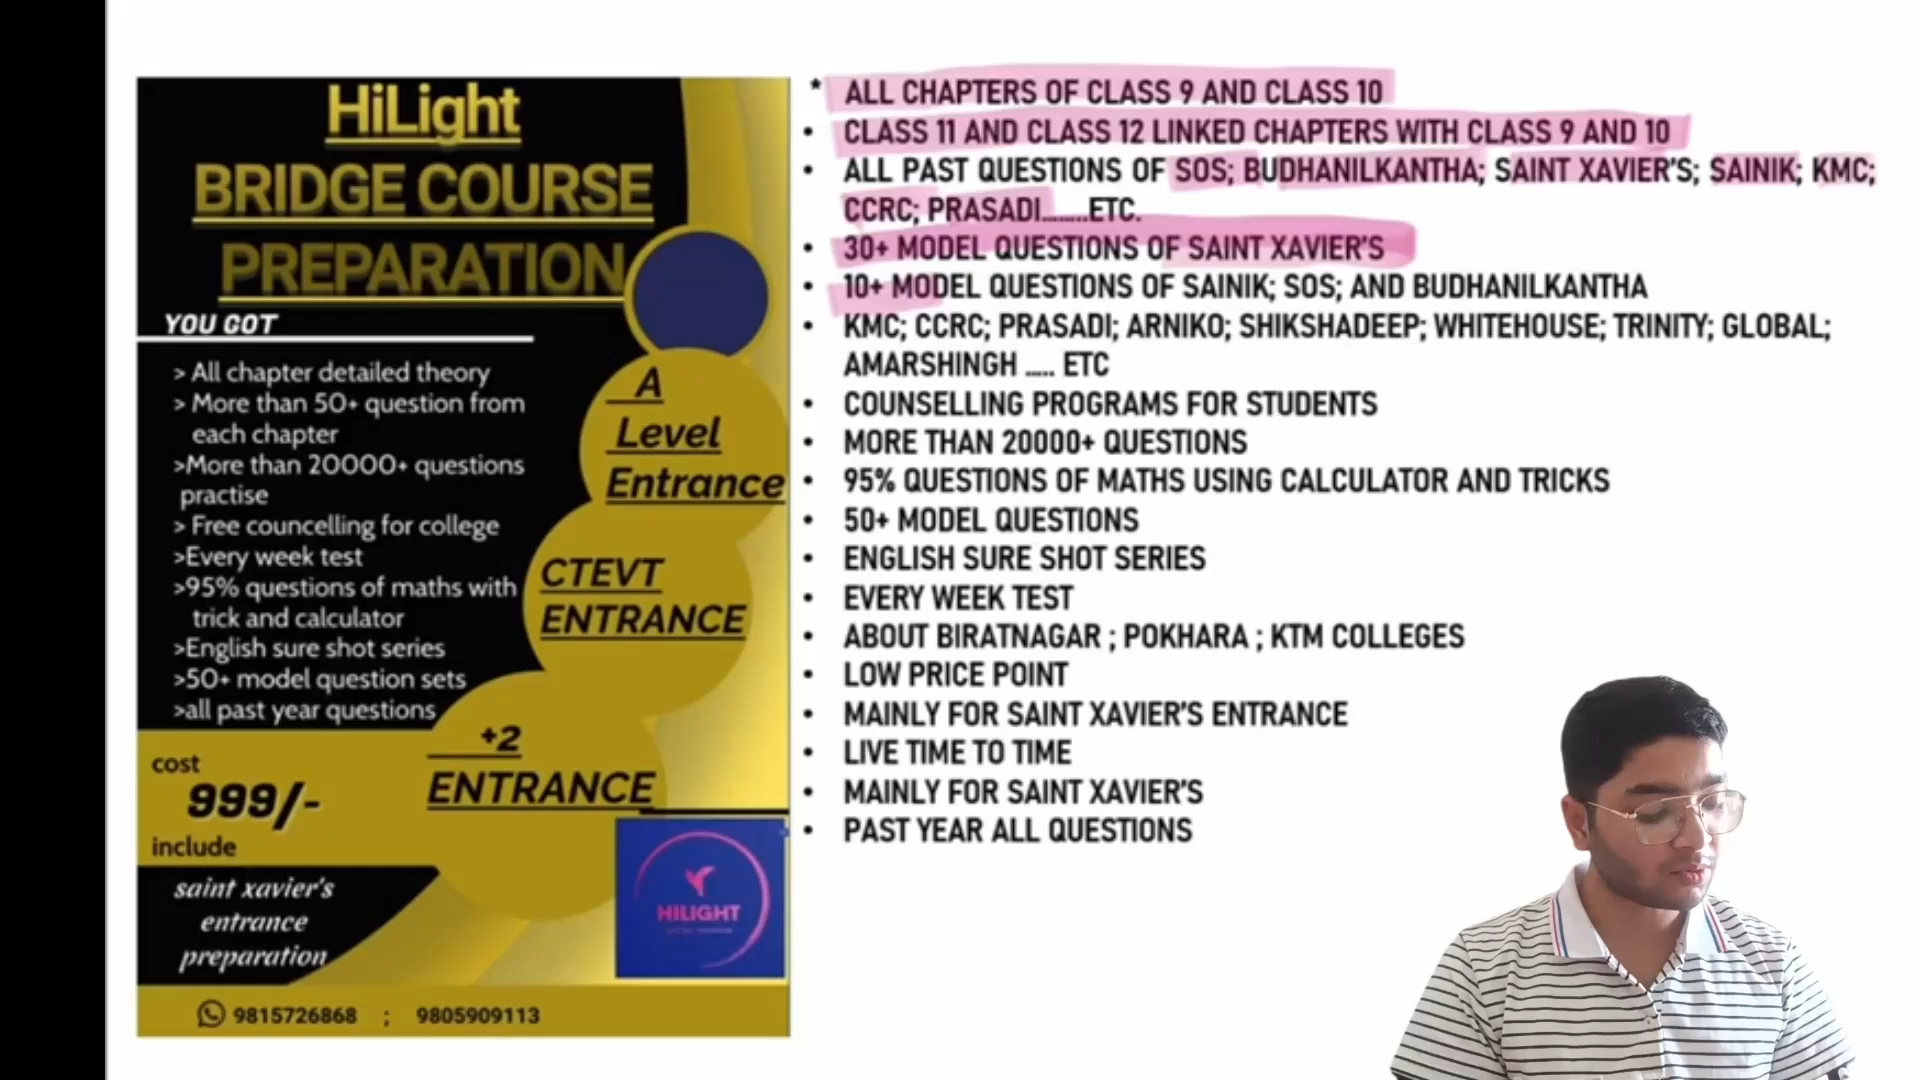 HiLight
BRIDGE COURSE
PREPARATION
YOU GOT
> All chapter detailed theory
> More than 50+ question from
each chapter
>More than 20000+ questions
practise
> Free councelling for college
>Every week test
>95% questions of maths with
trick and calculator
>English sure shot series
>50+ model question sets
>all past year questions
A
Level
Entrance
CTEVT
ENTRANCE
+2
ENTRANCE
cost
999/-
include
saint xavier's
entrance
preparation
HILIGHT
9815726868 ; 9805909113
* ALL CHAPTERS OF CLASS 9 AND CLASS 10
• CLASS 11 AND CLASS 12 LINKED CHAPTERS WITH CLASS 9 AND 10
• ALL PAST QUESTIONS OF SOS; BUDHANILKANTHA; SAINT XAVIER'S; SAINIK; KMC;
CCRC; PRASADI........ETC.
• 30+ MODEL QUESTIONS OF SAINT XAVIER'S
• 10+ MODEL QUESTIONS OF SAINIK; SOS; AND BUDHANILKANTHA
• KMC; CCRC; PRASADI; ARNIKO; SHIKSHADEEP; WHITEHOUSE; TRINITY; GLOBAL;
AMARSHINGH ..... ETC
• COUNSELLING PROGRAMS FOR STUDENTS
• MORE THAN 20000+ QUESTIONS
• 95% QUESTIONS OF MATHS USING CALCULATOR AND TRICKS
• 50+ MODEL QUESTIONS
• ENGLISH SURE SHOT SERIES
• EVERY WEEK TEST
• ABOUT BIRATNAGAR ; POKHARA ; KTM COLLEGES
• LOW PRICE POINT
• MAINLY FOR SAINT XAVIER'S ENTRANCE
• LIVE TIME TO TIME
• MAINLY FOR SAINT XAVIER'S
• PAST YEAR ALL QUESTIONS